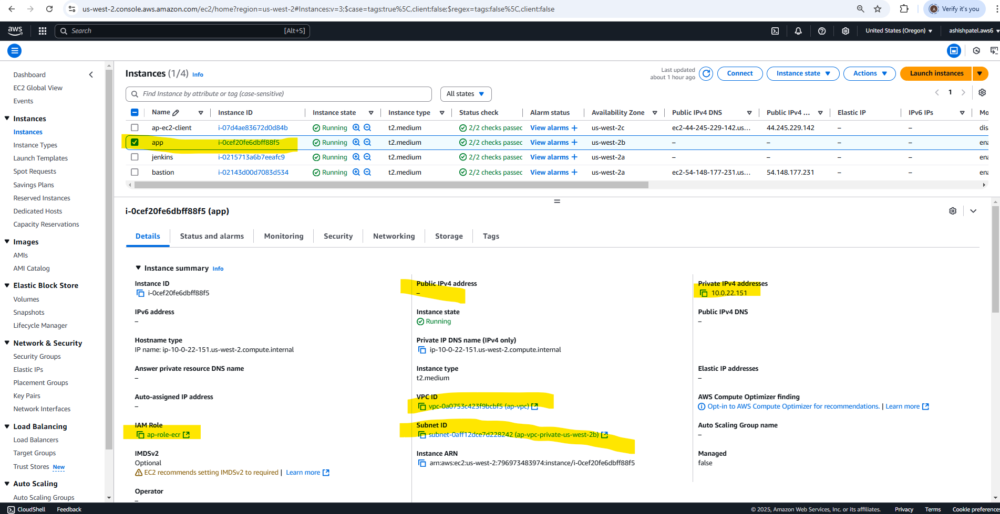 us-west-2.console.aws.amazon.com/ec2/home?region=us-west-2#Instances:v=3;$case=tags:true%5C,client:false;$regex=tags:false%5C,client:false
A
Verify it's you
aws
Search
[Alt+S]
United States (Oregon)
ashishpatel.aws6
Dashboard
EC2 Global View
Events
Instances
Instances
Instance Types
Launch Templates
Spot Requests
Savings Plans
Reserved Instances
Dedicated Hosts
Capacity Reservations
Images
AMIs
AMI Catalog
Elastic Block Store
Volumes
Snapshots
Lifecycle Manager
Network & Security
Security Groups
Elastic IPs
Placement Groups
Key Pairs
Network Interfaces
Load Balancing
Load Balancers
Target Groups
Trust Stores New
Auto Scaling
Auto Scaling Groups
Instances (1/4) Info
Last updated
about 1 hour ago
Connect
Instance state
Actions
Launch instances
Find Instance by attribute or tag (case-sensitive)
All states
1
Name Instance ID Instance state Instance type Status check Alarm status Availability Zone Public IPv4 DNS Public IPv4 ... Elastic IP IPv6 IPs Mo
ap-ec2-client i-07d4ae83672d0d84b Running t2.medium 2/2 checks passec View alarms + us-west-2c ec2-44-245-229-142.us... 44.245.229.142 – – dis
app i-0cef20fe6dbff88f5 Running t2.medium 2/2 checks passec View alarms + us-west-2b – – – – ena
jenkins i-0215713a6b7eeafc9 Running t2.medium 2/2 checks passec View alarms + us-west-2a – – – – ena
bastion i-02143d00d7083d534 Running t2.medium 2/2 checks passec View alarms + us-west-2a ec2-54-148-177-231.us... 54.148.177.231 – – ena
i-0cef20fe6dbff88f5 (app)
Details
Status and alarms
Monitoring
Security
Networking
Storage
Tags
Instance summary Info
Instance ID
i-0cef20fe6dbff88f5
Public IPv4 address
–
Private IPv4 addresses
10.0.22.151
IPv6 address
–
Instance state
Running
Public IPv4 DNS
–
Hostname type
IP name: ip-10-0-22-151.us-west-2.compute.internal
Private IP DNS name (IPv4 only)
ip-10-0-22-151.us-west-2.compute.internal
Answer private resource DNS name
–
Instance type
t2.medium
Elastic IP addresses
–
Auto-assigned IP address
–
VPC ID
vpc-0a0753c423f9bcbf5 (ap-vpc)
AWS Compute Optimizer finding
Opt-in to AWS Compute Optimizer for recommendations. | Learn more
IAM Role
ap-role-ecr
Subnet ID
subnet-0aff12dce7d228242 (ap-vpc-private-us-west-2b)
Auto Scaling Group name
–
IMDSv2
Optional
EC2 recommends setting IMDSv2 to required | Learn more
Instance ARN
arn:aws:ec2:us-west-2:796973483974:instance/i-0cef20fe6dbff88f5
Managed
false
Operator
–
CloudShell
Feedback
© 2025, Amazon Web Services, Inc. or its affiliates.
Privacy
Terms
Cookie preference